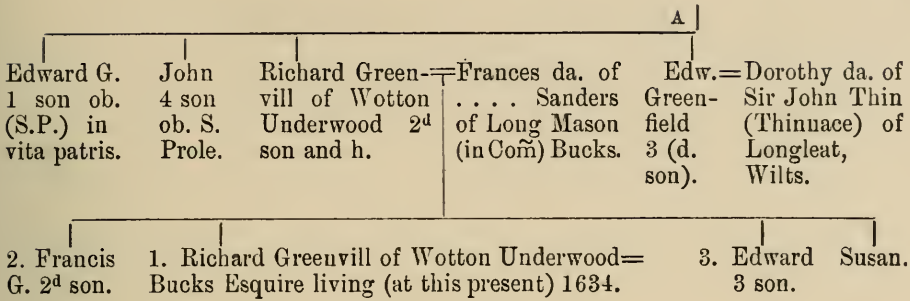 A
Edward G.
1 son ob.
(S.P.) in
vita patris.
John
4 son
ob. S.
Prole.
Richard Green-
vill of Wotton
Underwood 2d
son and h.
=Frances da. of
. . . . Sanders
of Long Mason
(in Com̃) Bucks.
Edw.
Green-
field
3 (d.
son).
=Dorothy da. of
Sir John Thin
(Thinuace) of
Longleat,
Wilts.
2. Francis
G. 2d son.
1. Richard Greenvill of Wotton Underwood=
Bucks Esquire living (at this present) 1634.
3. Edward
3 son.
Susan.